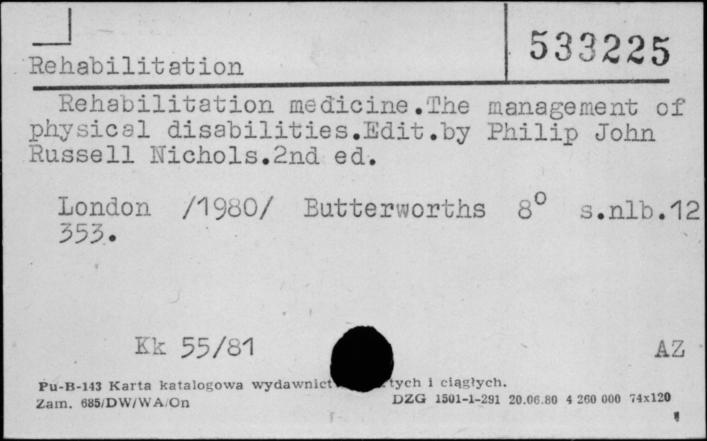 533225
Rehabilitation
Rehabilitation medicine.The management of
physical disabilities.Edit.by Philip John
Russell Nichols.2nd ed.
London /1980/ Butterworths 8° s.nlb.12
353.
Kk 55/81 AZ
Pu-B-143 Karta katalogowa wydawnict tych i ciągłych.
Zam. 685/DW/WA/On DZG 1501-1-291 20.06.80 4 260 000 74x120